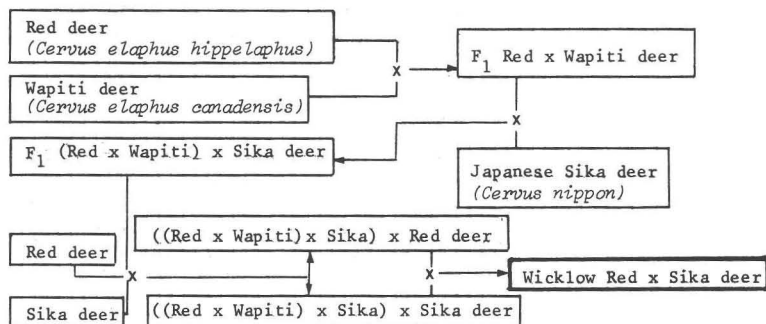 Red deer
(Cervus elaphus hippelaphus)
x
F1 Red x Wapiti deer
Wapiti deer
(Cervus elaphus canadensis)
x
F1 (Red x Wapiti) x Sika deer
Japanese Sika deer
(Cervus nippon)
((Red x Wapiti) x Sika) x Red deer
Red deer
x
x
Wicklow Red x Sika deer
Sika deer
((Red x Wapiti) x Sika) x Sika deer